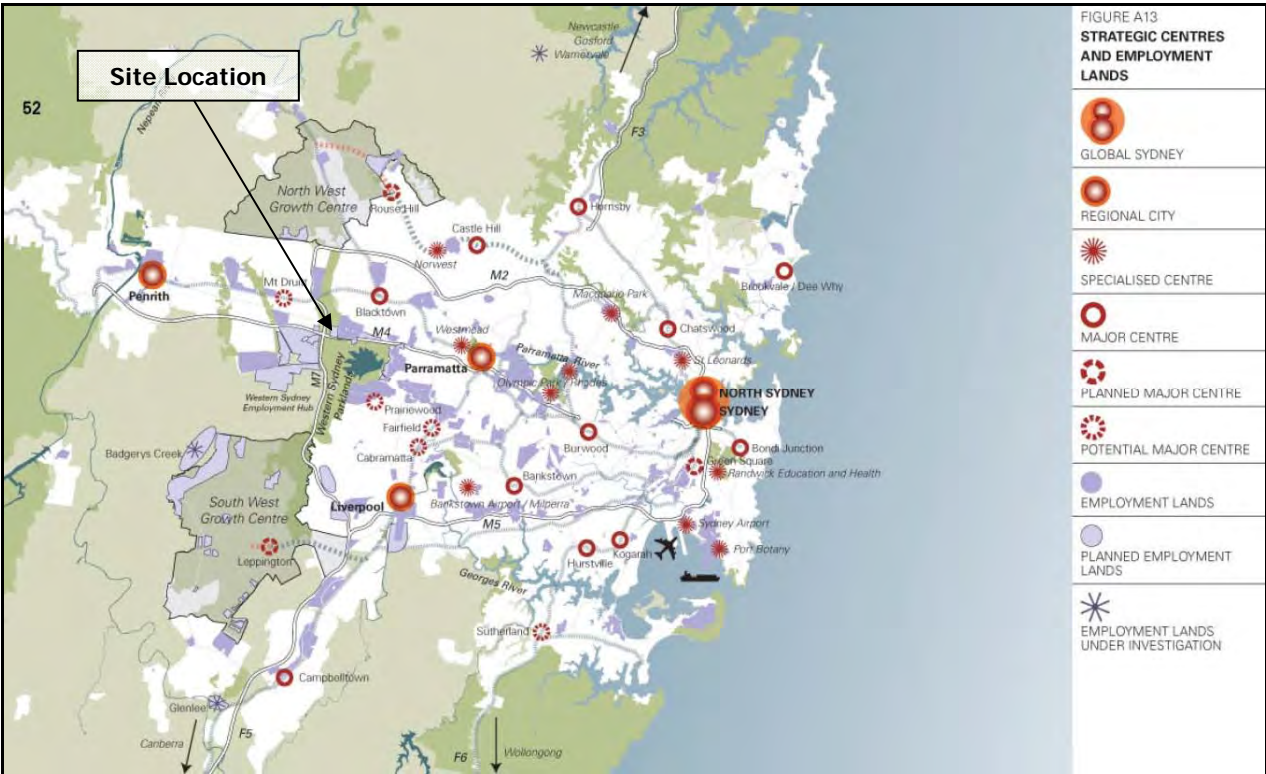 Newcastle
Gosford
Warnervale
Site Location
52
Nepean
F3
North West
Growth Centre
Rouse Hill
Hornsby
Castle Hill
Norwest
M2
Penrith
Mt Druitt
Blacktown
Brookvale / Dee Why
Macquarie Park
Chatswood
M4
Westmead
Parramatta
Parramatta River
St Leonards
Olympic Park / Rhodes
M7
Western Sydney
Parklands
Western Sydney
Employment Hub
NORTH SYDNEY
SYDNEY
Prairiewood
Fairfield
Cabramatta
Burwood
Bondi Junction
Green Square
Randwick Education and Health
Badgerys Creek
Bankstown
South West
Growth Centre
Liverpool
Bankstown Airport / Milperra
M5
Sydney Airport
Port Botany
Kogarah
Hurstville
Leppington
Georges River
Sutherland
Campbelltown
Glenlee
Canberra
F5
F6
Wollongong
FIGURE A13
STRATEGIC CENTRES
AND EMPLOYMENT
LANDS
GLOBAL SYDNEY
REGIONAL CITY
SPECIALISED CENTRE
MAJOR CENTRE
PLANNED MAJOR CENTRE
POTENTIAL MAJOR CENTRE
EMPLOYMENT LANDS
PLANNED EMPLOYMENT
LANDS
EMPLOYMENT LANDS
UNDER INVESTIGATION